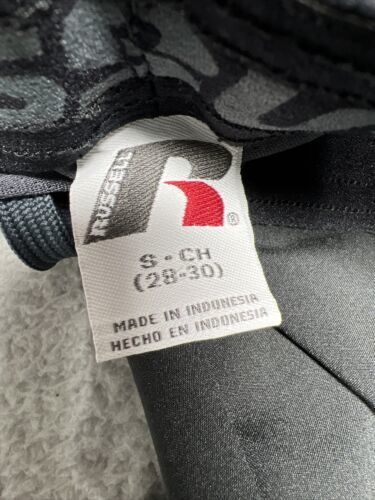 RUSSELL
R®
S - CH
(28-30)
MADE IN INDONESIA
HECHO EN INDONESIA